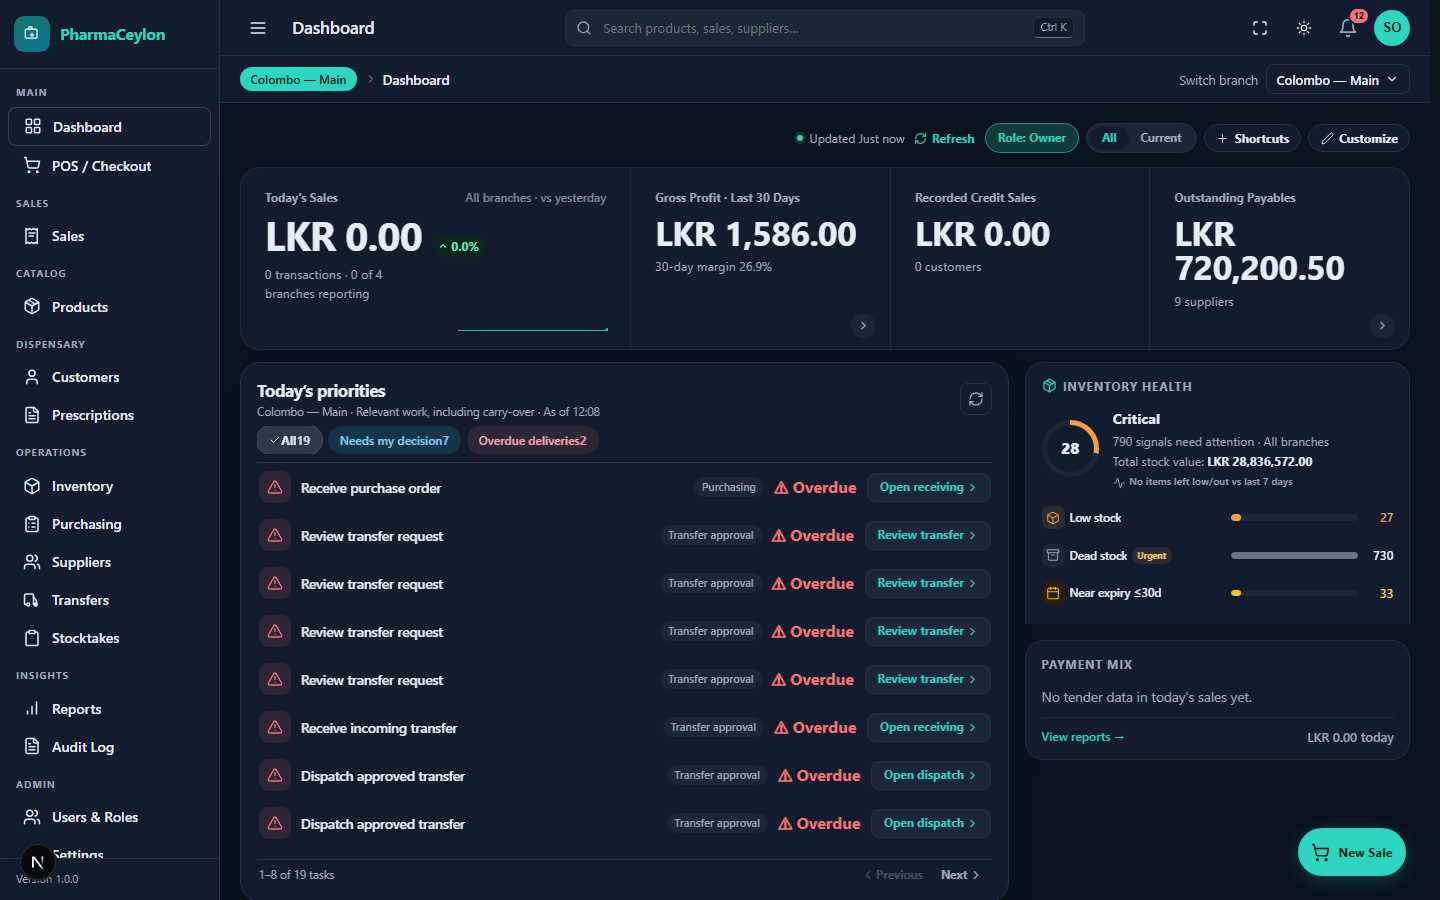 PharmaCeylon
Dashboard
Search products, sales, suppliers...
Ctrl K
12
SO
Colombo — Main
Dashboard
Switch branch
Colombo — Main
MAIN
Dashboard
POS / Checkout
SALES
Sales
CATALOG
Products
DISPENSARY
Customers
Prescriptions
OPERATIONS
Inventory
Purchasing
Suppliers
Transfers
Stocktakes
INSIGHTS
Reports
Audit Log
ADMIN
Users & Roles
Settings
N
Version 1.0.0
Updated Just now
Refresh
Role: Owner
All
Current
Shortcuts
Customize
Today's Sales
All branches · vs yesterday
LKR 0.00
0.0%
0 transactions · 0 of 4
branches reporting
Gross Profit · Last 30 Days
LKR 1,586.00
30-day margin 26.9%
Recorded Credit Sales
LKR 0.00
0 customers
Outstanding Payables
LKR
720,200.50
9 suppliers
Today's priorities
Colombo — Main · Relevant work, including carry-over · As of 12:08
All19
Needs my decision7
Overdue deliveries2
Receive purchase order
Purchasing
Overdue
Open receiving
Review transfer request
Transfer approval
Overdue
Review transfer
Review transfer request
Transfer approval
Overdue
Review transfer
Review transfer request
Transfer approval
Overdue
Review transfer
Review transfer request
Transfer approval
Overdue
Review transfer
Receive incoming transfer
Transfer approval
Overdue
Open receiving
Dispatch approved transfer
Transfer approval
Overdue
Open dispatch
Dispatch approved transfer
Transfer approval
Overdue
Open dispatch
1–8 of 19 tasks
Previous
Next
INVENTORY HEALTH
28
Critical
790 signals need attention · All branches
Total stock value: LKR 28,836,572.00
No items left low/out vs last 7 days
Low stock
27
Dead stock
Urgent
730
Near expiry ≤30d
33
PAYMENT MIX
No tender data in today's sales yet.
View reports →
LKR 0.00 today
New Sale